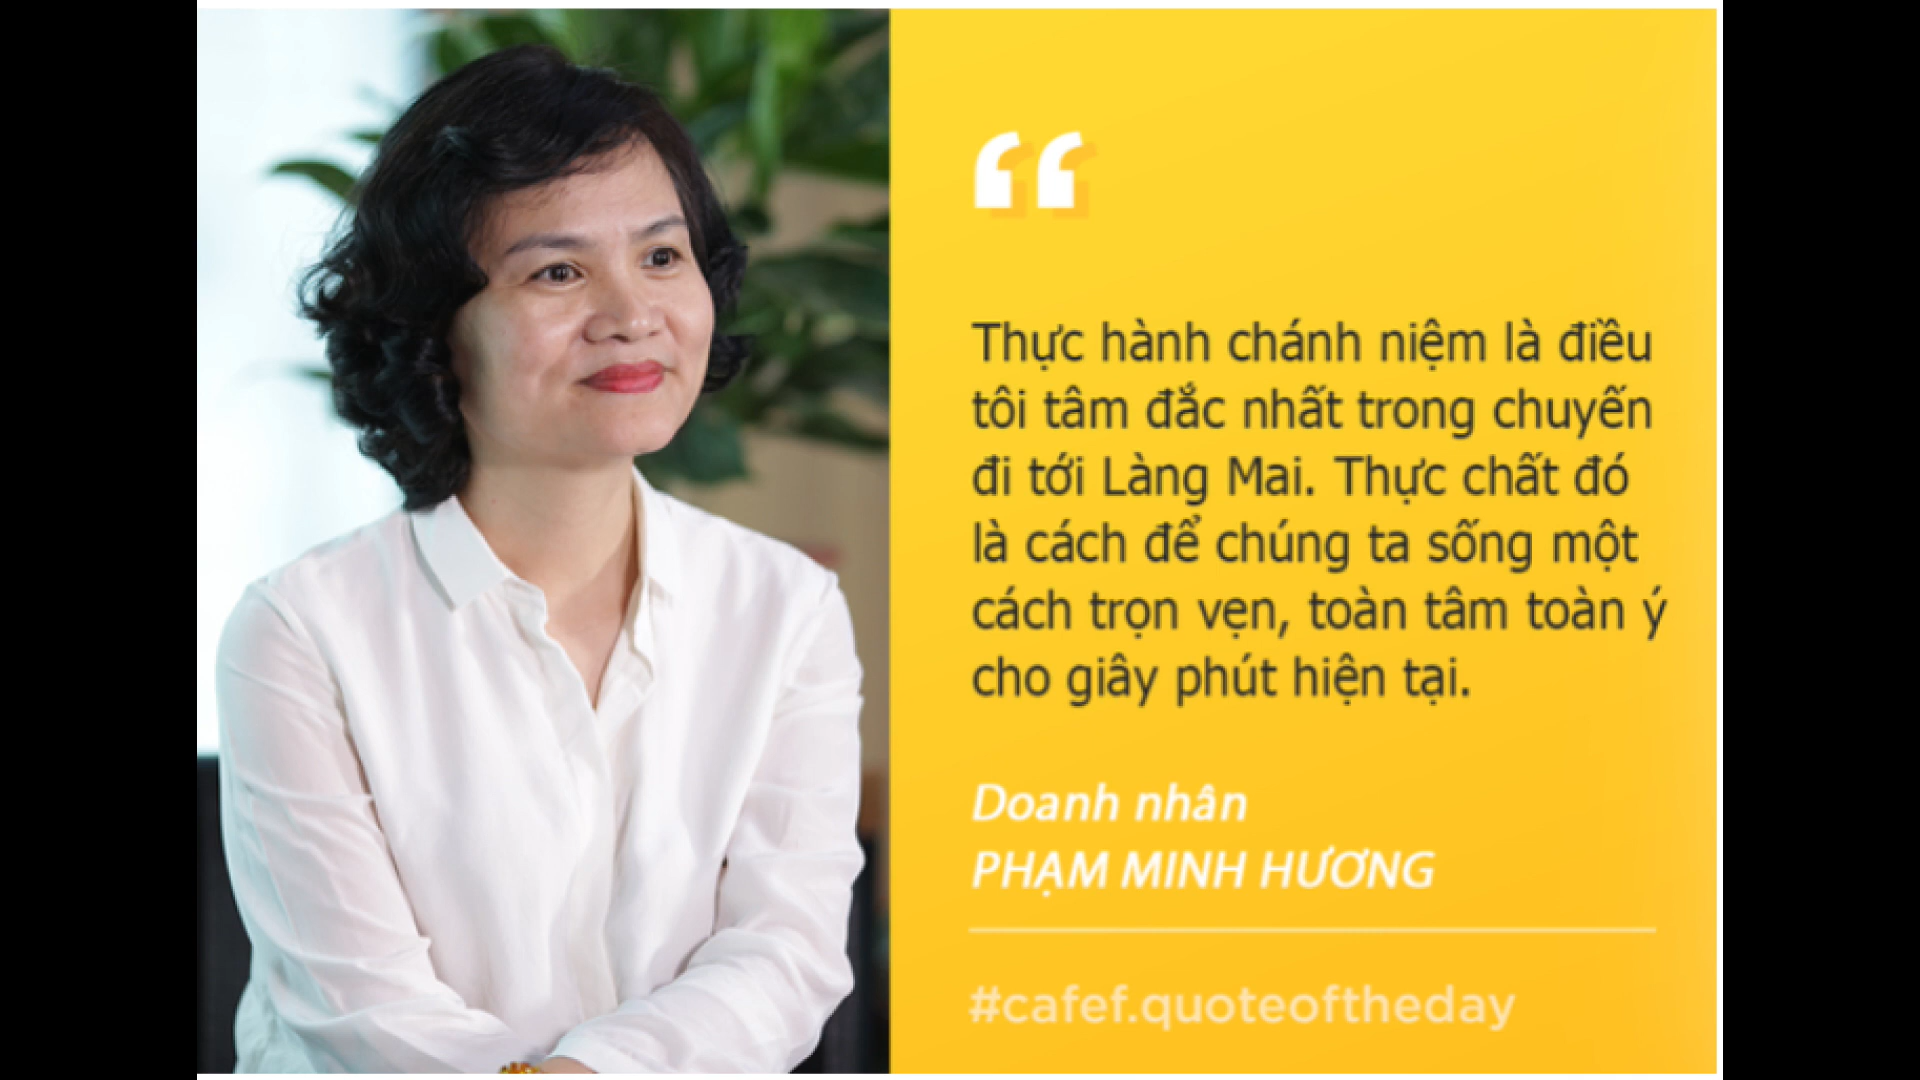 “
Thực hành chánh niệm là điều
tôi tâm đắc nhất trong chuyến
đi tới Làng Mai. Thực chất đó
là cách để chúng ta sống một
cách trọn vẹn, toàn tâm toàn ý
cho giây phút hiện tại.
Doanh nhân
PHẠM MINH HƯƠNG
#cafef.quoteoftheday